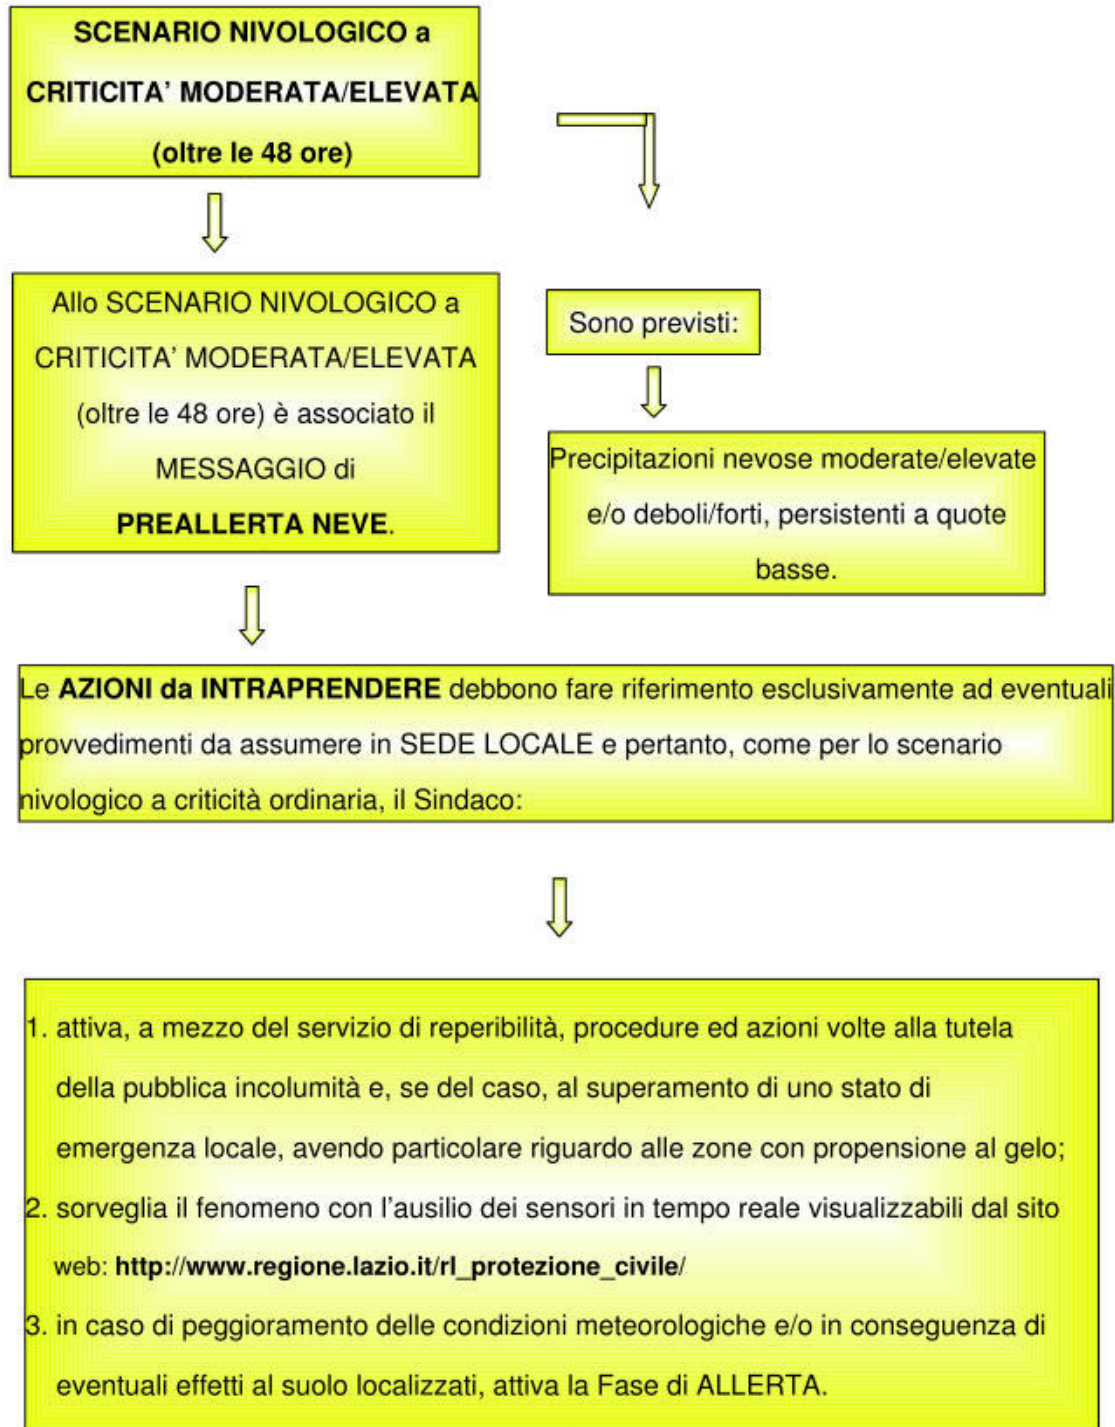 SCENARIO NIVOLOGICO a
CRITICITA' MODERATA/ELEVATA
(oltre le 48 ore)
Allo SCENARIO NIVOLOGICO a
CRITICITA' MODERATA/ELEVATA
(oltre le 48 ore) è associato il
MESSAGGIO di
PREALLERTA NEVE.
Sono previsti:
Precipitazioni nevose moderate/elevate
e/o deboli/forti, persistenti a quote
basse.
Le AZIONI da INTRAPRENDERE debbono fare riferimento esclusivamente ad eventuali
provvedimenti da assumere in SEDE LOCALE e pertanto, come per lo scenario
nivologico a criticità ordinaria, il Sindaco:
1. attiva, a mezzo del servizio di reperibilità, procedure ed azioni volte alla tutela
della pubblica incolumità e, se del caso, al superamento di uno stato di
emergenza locale, avendo particolare riguardo alle zone con propensione al gelo;
2. sorveglia il fenomeno con l'ausilio dei sensori in tempo reale visualizzabili dal sito
web: http://www.regione.lazio.it/rl_protezione_civile/
3. in caso di peggioramento delle condizioni meteorologiche e/o in conseguenza di
eventuali effetti al suolo localizzati, attiva la Fase di ALLERTA.